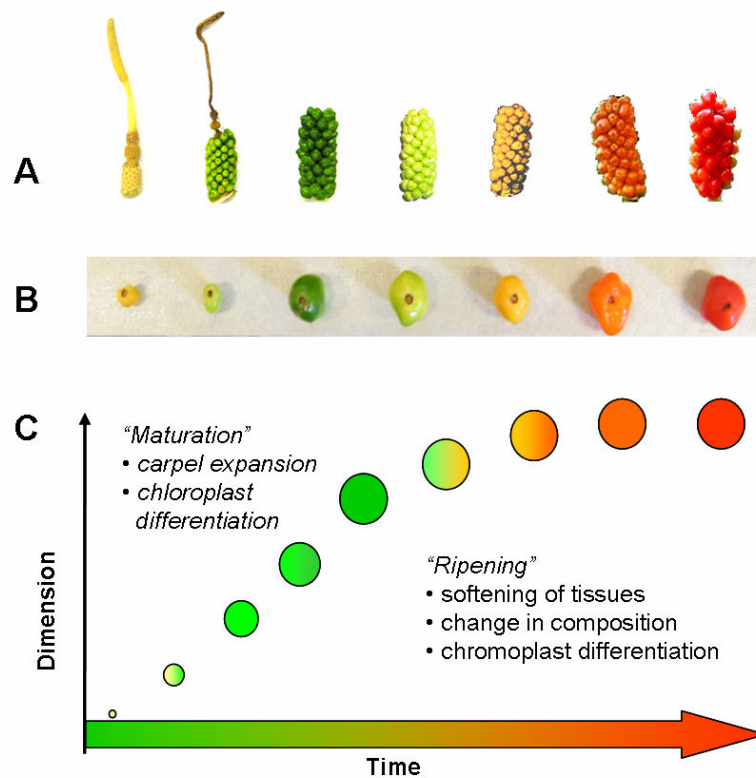 A
B
C
“Maturation”
• carpel expansion
• chloroplast
differentiation
“Ripening”
• softening of tissues
• change in composition
• chromoplast differentiation
Dimension
Time